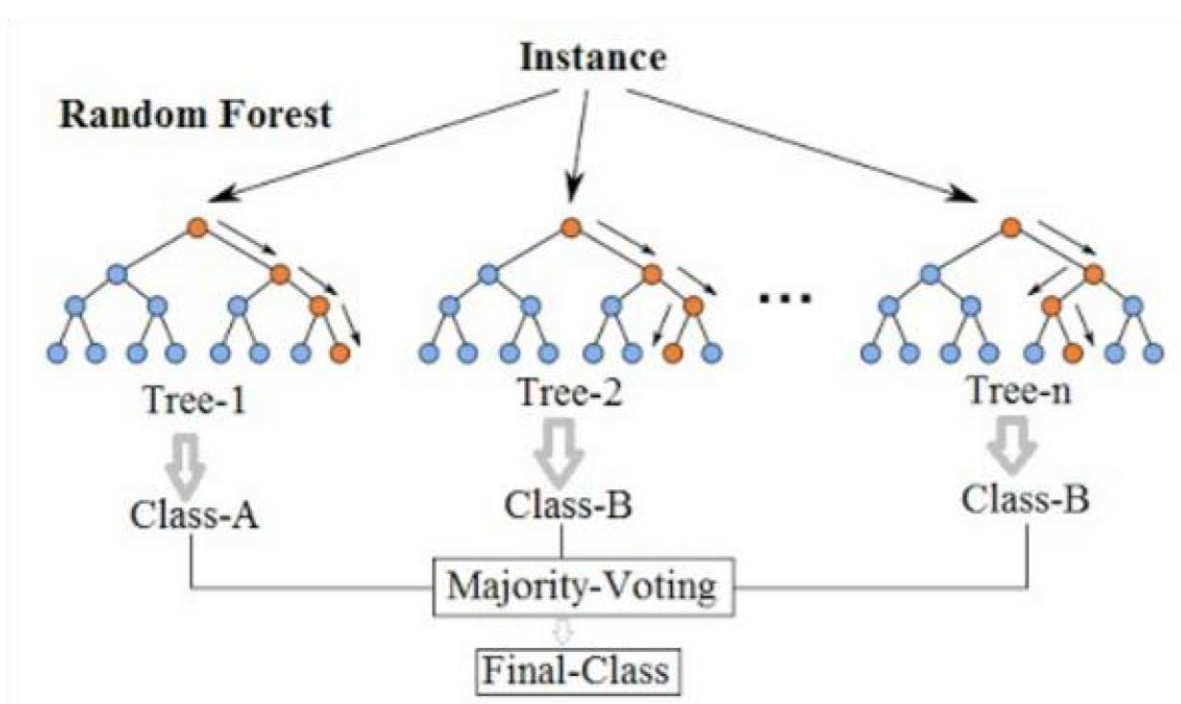 Instance
Random Forest
...
Tree-1
Tree-2
Tree-n
Class-A
Class-B
Class-B
Majority-Voting
Final-Class